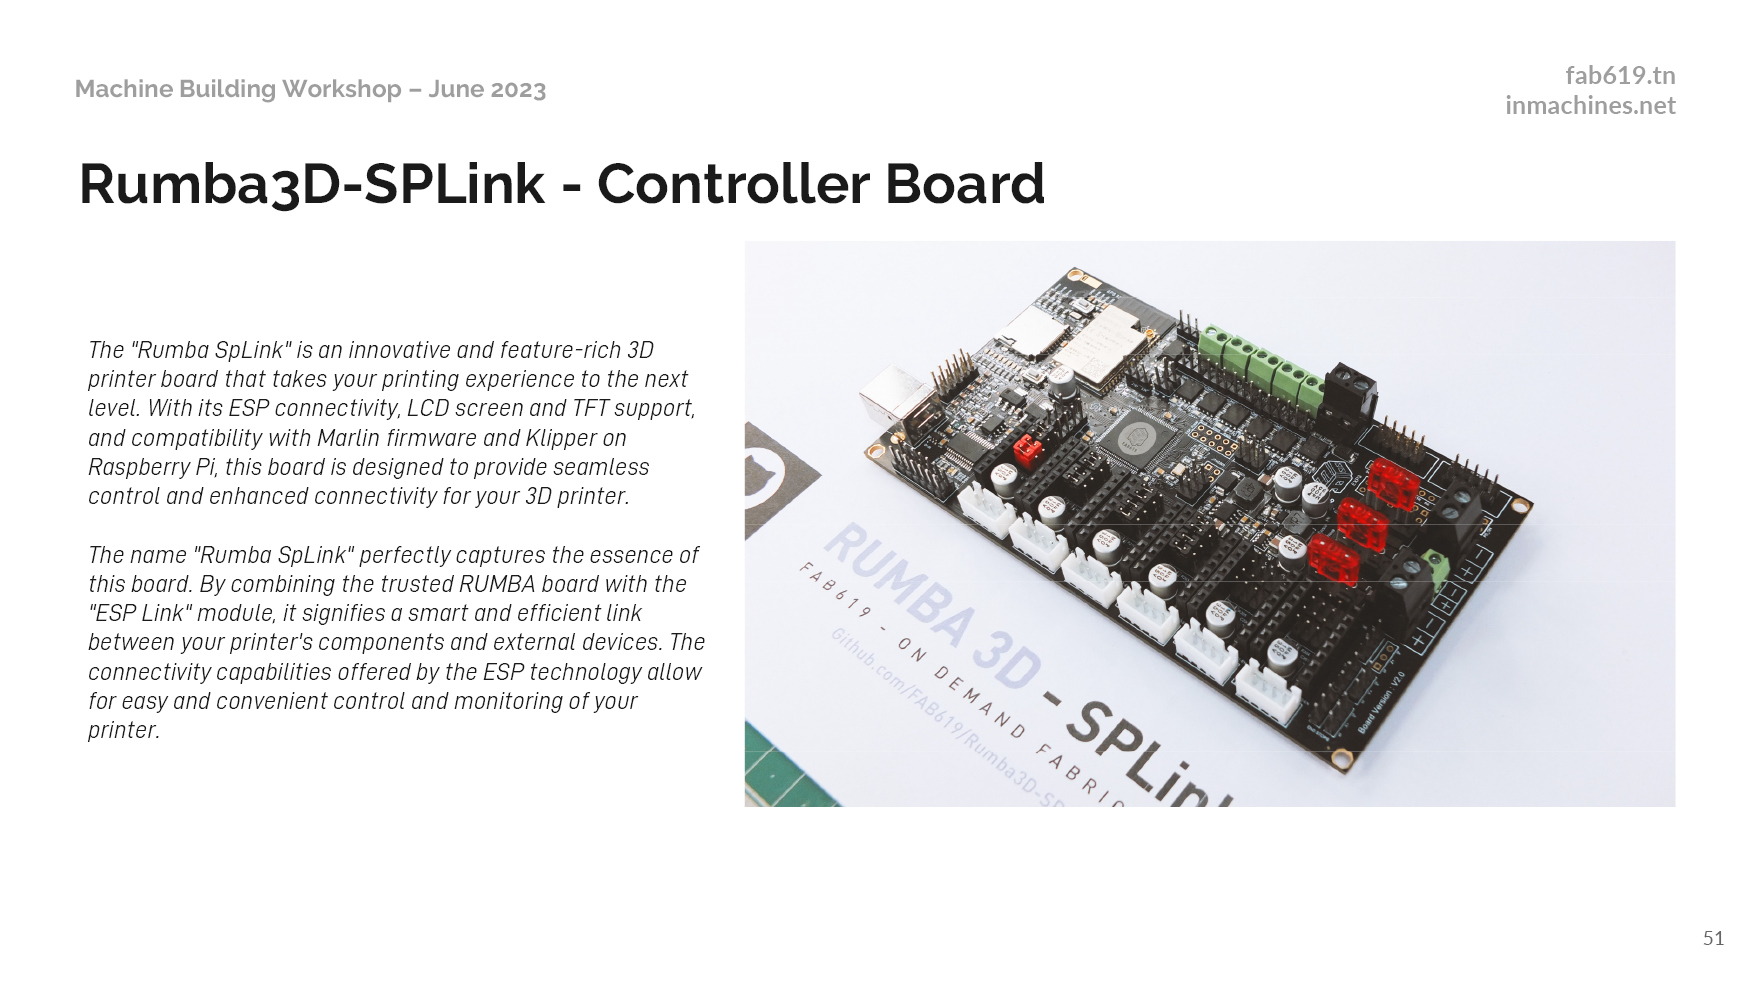 Machine Building Workshop – June 2023
fab619.tn
inmachines.net
Rumba3D-SPLink - Controller Board
The "Rumba SpLink" is an innovative and feature-rich 3D
printer board that takes your printing experience to the next
level. With its ESP connectivity, LCD screen and TFT support,
and compatibility with Marlin firmware and Klipper on
Raspberry Pi, this board is designed to provide seamless
control and enhanced connectivity for your 3D printer.
The name "Rumba SpLink" perfectly captures the essence of
this board. By combining the trusted RUMBA board with the
"ESP Link" module, it signifies a smart and efficient link
between your printer's components and external devices. The
connectivity capabilities offered by the ESP technology allow
for easy and convenient control and monitoring of your
printer.
RUMBA 3D - SPLink
FAB619 - ON DEMAND FABRIC
Github.com/FAB619/Rumba3D-SP
Board Version : V2.0
51